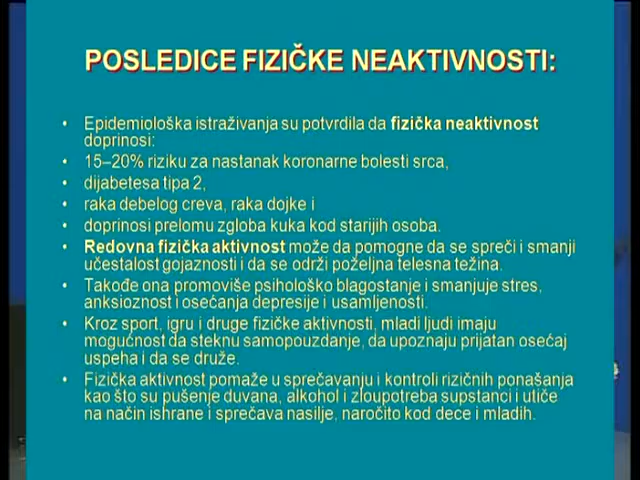 POSLEDICE FIZIČKE NEAKTIVNOSTI:
• Epidemiološka istraživanja su potvrdila da fizička neaktivnost
doprinosi:
• 15–20% riziku za nastanak koronarne bolesti srca,
• dijabetesa tipa 2,
• raka debelog creva, raka dojke i
• doprinosi prelomu zgloba kuka kod starijih osoba.
• Redovna fizička aktivnost može da pomogne da se spreči i smanji
učestalost gojaznosti i da se održi poželjna telesna težina.
• Takođe ona promoviše psihološko blagostanje i smanjuje stres,
anksioznost i osećanja depresije i usamljenosti.
• Kroz sport, igru i druge fizičke aktivnosti, mladi ljudi imaju
mogućnost da steknu samopouzdanje, da upoznaju prijatan osećaj
uspeha i da se druže.
• Fizička aktivnost pomaže u sprečavanju i kontroli rizičnih ponašanja
kao što su pušenje duvana, alkohol i zloupotreba supstanci i utiče
na način ishrane i sprečava nasilje, naročito kod dece i mladih.